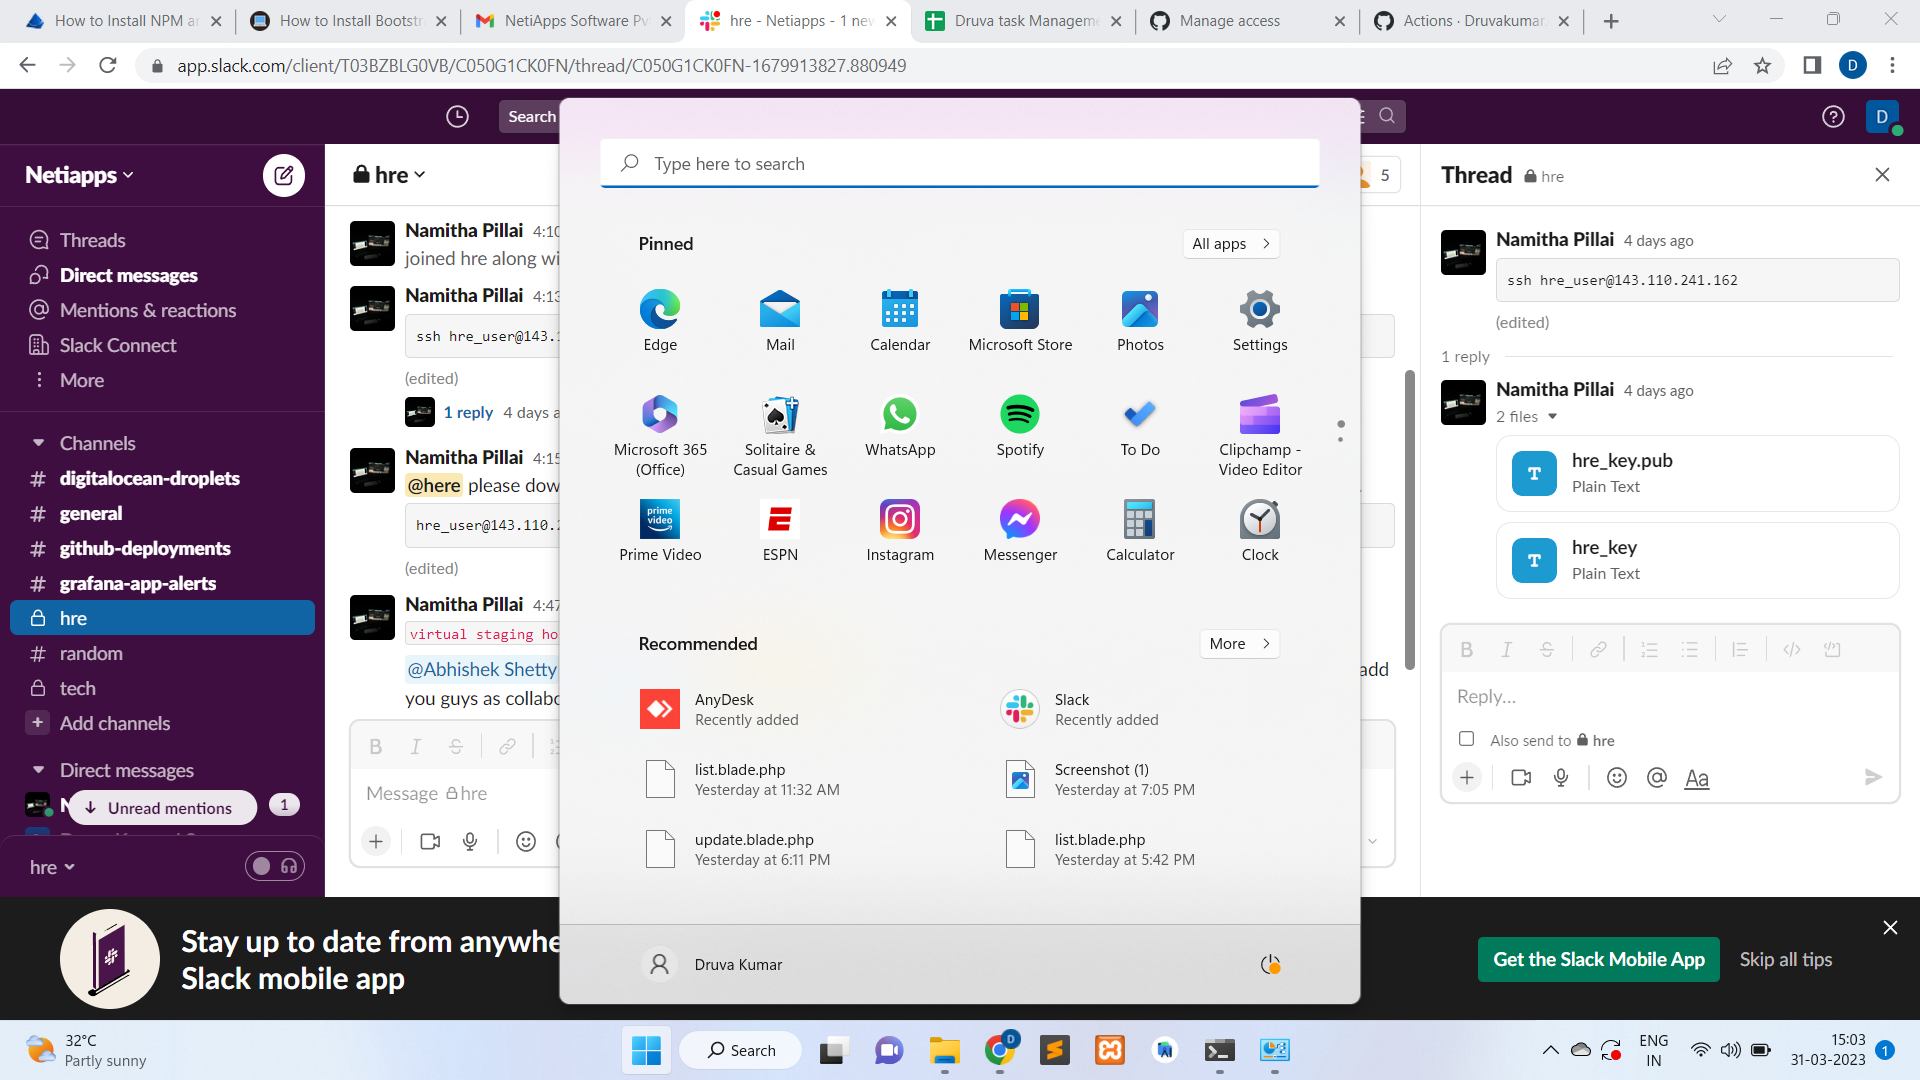 How to Install NPM a
How to Install Bootstr
NetiApps Software Pv
hre - Netiapps - 1 new
Druva task Managem
Manage access
Actions · Druvakumar
app.slack.com/client/T03BZBLG0VB/C050G1CK0FN/thread/C050G1CK0FN-1679913827.880949
D
Search
D
Netiapps
Threads
Direct messages
Mentions & reactions
Slack Connect
More
Channels
# digitalocean-droplets
# general
# github-deployments
# grafana-app-alerts
hre
# random
tech
+ Add channels
Direct messages
Unread mentions
1
hre
hre
5
Namitha Pillai 4:10
joined hre along wi
Namitha Pillai 4:13
ssh hre_user@143.1
(edited)
1 reply 4 days a
Namitha Pillai 4:15
@here please dow
hre_user@143.110.2
(edited)
Namitha Pillai 4:47
virtual staging ho
@Abhishek Shetty
add
you guys as collabo
B I S
Message hre
Type here to search
Pinned
All apps
Edge
Mail
Calendar
Microsoft Store
Photos
Settings
Microsoft 365
(Office)
Solitaire &
Casual Games
WhatsApp
Spotify
To Do
Clipchamp -
Video Editor
prime
video
Prime Video
ESPN
Instagram
Messenger
Calculator
Clock
Recommended
More
AnyDesk
Recently added
Slack
Recently added
list.blade.php
Yesterday at 11:32 AM
Screenshot (1)
Yesterday at 7:05 PM
update.blade.php
Yesterday at 6:11 PM
list.blade.php
Yesterday at 5:42 PM
Druva Kumar
Thread hre
Namitha Pillai 4 days ago
ssh hre_user@143.110.241.162
(edited)
1 reply
Namitha Pillai 4 days ago
2 files
T
hre_key.pub
Plain Text
T
hre_key
Plain Text
B I S
Reply...
Also send to hre
Aa
Stay up to date from anywhe
Slack mobile app
Get the Slack Mobile App
Skip all tips
32°C
Partly sunny
Search
D
ENG
IN
15:03
31-03-2023
1